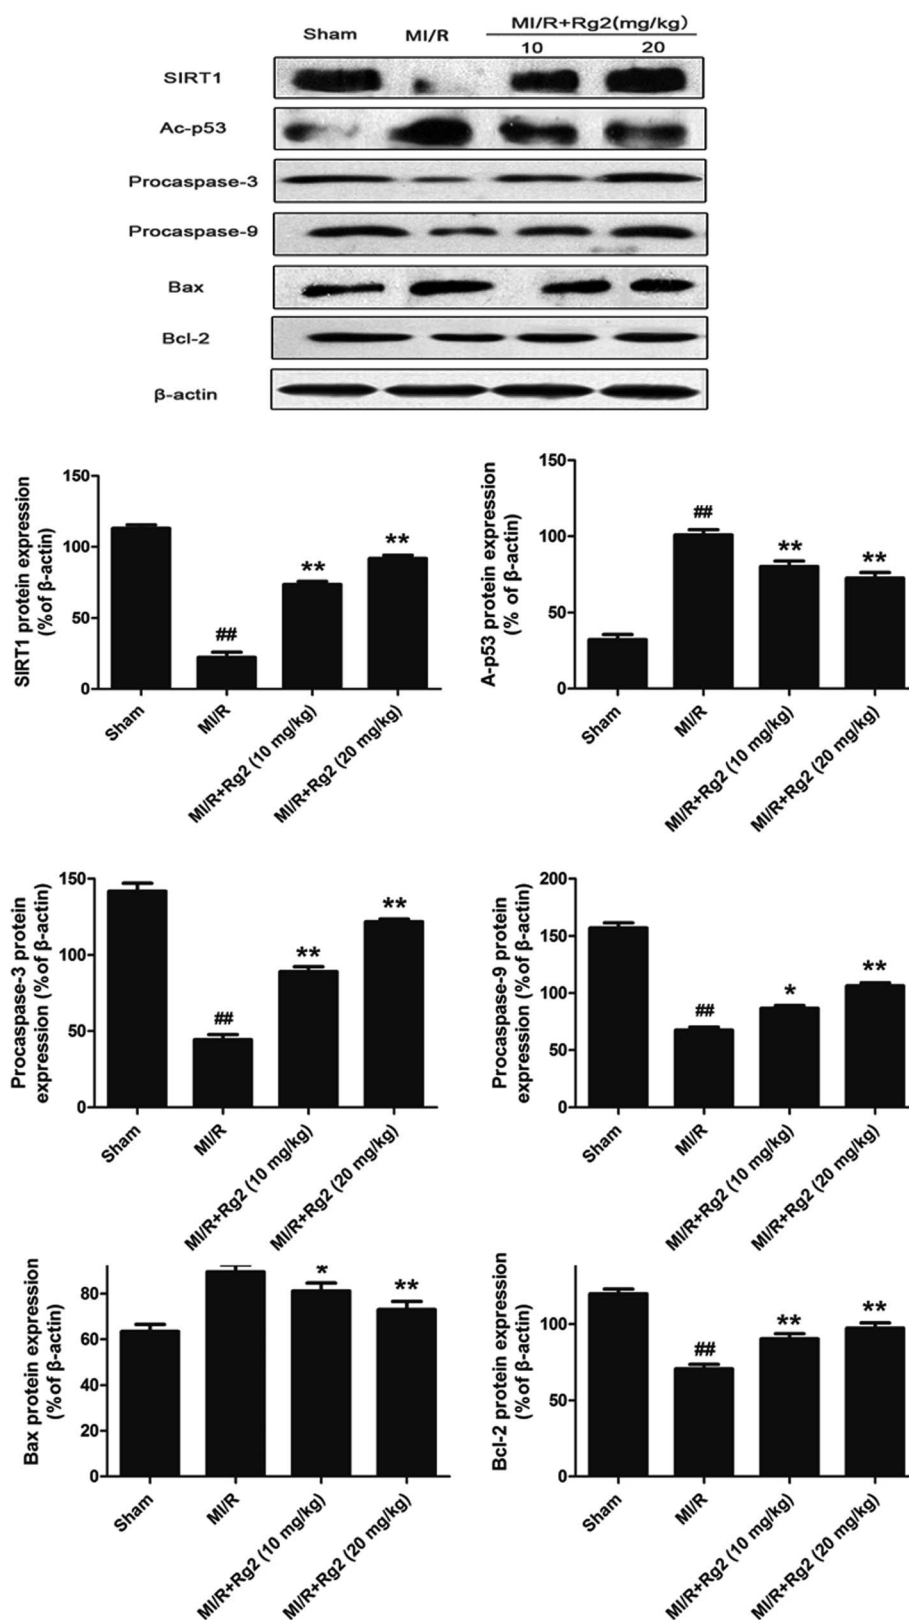 Sham
MI/R
MI/R+Rg2(mg/kg)
10
20
SIRT1
Ac-p53
Procaspase-3
Procaspase-9
Bax
Bcl-2
β-actin
SIRT1 protein expression
(%of β-actin)
150
100
50
0
##
**
**
Sham
MI/R
MI/R+Rg2 (10 mg/kg)
MI/R+Rg2 (20 mg/kg)
A-p53 protein expression
(% of β-actin)
150
100
50
0
##
**
**
Sham
MI/R
MI/R+Rg2 (10 mg/kg)
MI/R+Rg2 (20 mg/kg)
Procaspase-3 protein
expression (%of β-actin)
150
100
50
0
##
**
**
Sham
MI/R
MI/R+Rg2 (10 mg/kg)
MI/R+Rg2 (20 mg/kg)
Procaspase-9 protein
expression (%of β-actin)
200
150
100
50
0
##
*
**
Sham
MI/R
MI/R+Rg2 (10 mg/kg)
MI/R+Rg2 (20 mg/kg)
Bax protein expression
(%of β-actin)
80
60
40
20
0
*
**
Sham
MI/R
MI/R+Rg2 (10 mg/kg)
MI/R+Rg2 (20 mg/kg)
Bcl-2 protein expression
(%of β-actin)
100
50
0
##
**
**
Sham
MI/R
MI/R+Rg2 (10 mg/kg)
MI/R+Rg2 (20 mg/kg)